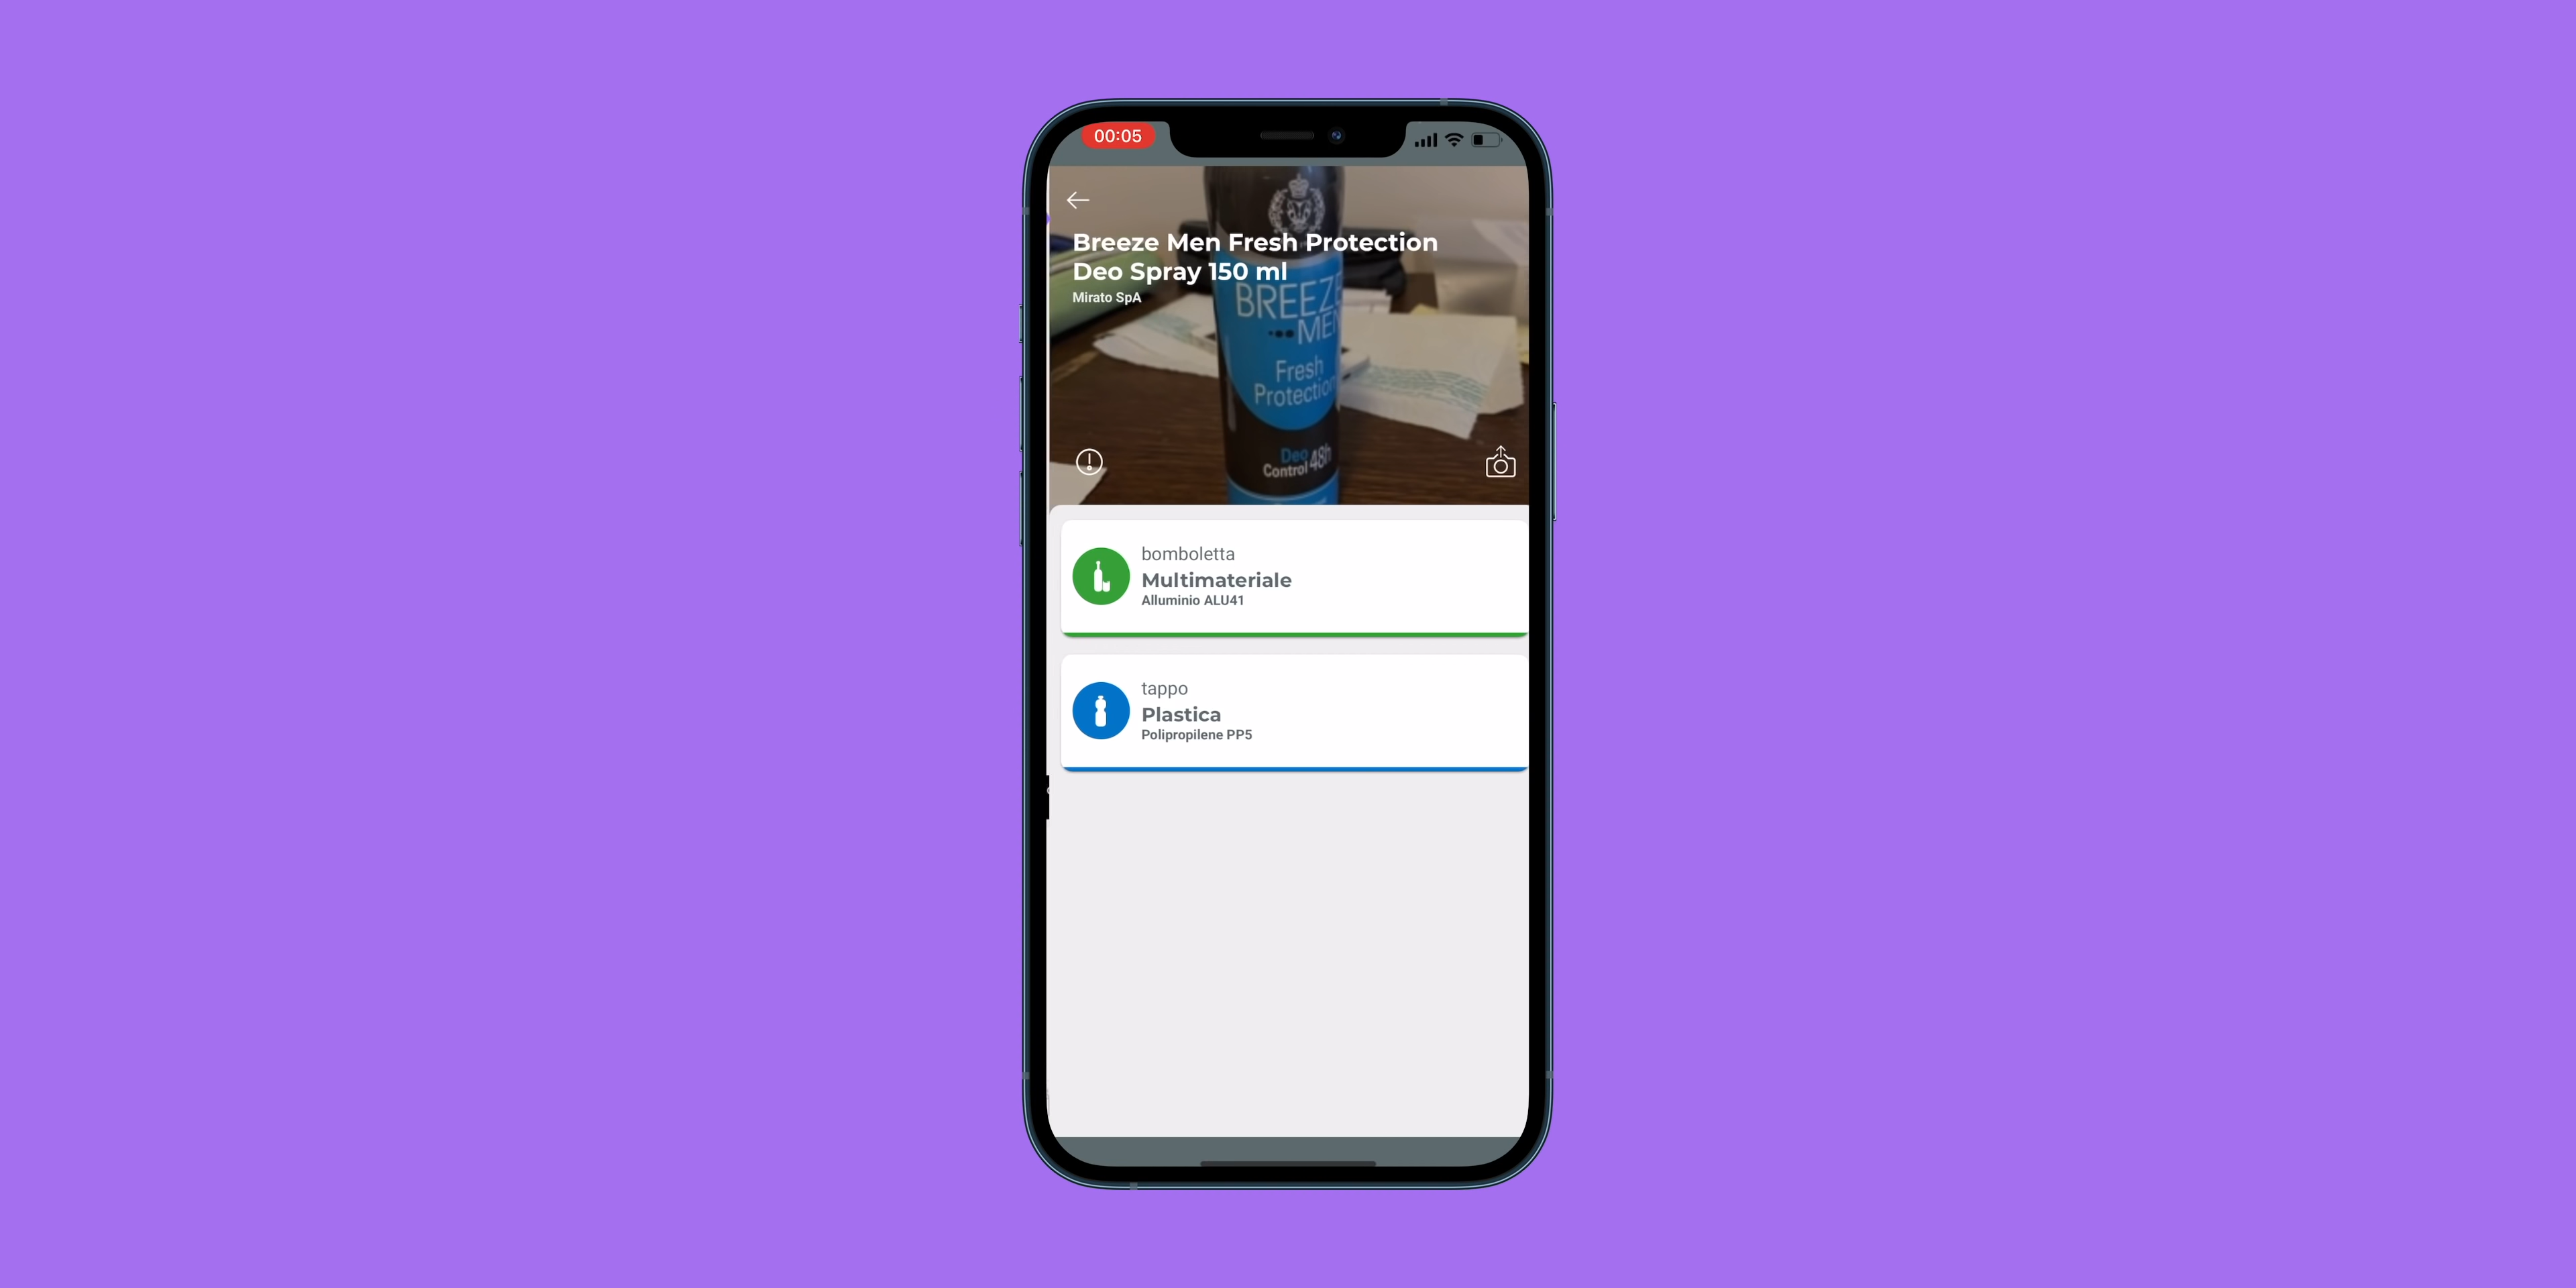 00:05
Breeze Men Fresh Protection
Deo Spray 150 ml
Mirato SpA
BREEZE
MEN
Fresh
Protection
Deo
Control 48h
bomboletta
Multimateriale
Alluminio ALU41
tappo
Plastica
Polipropilene PP5